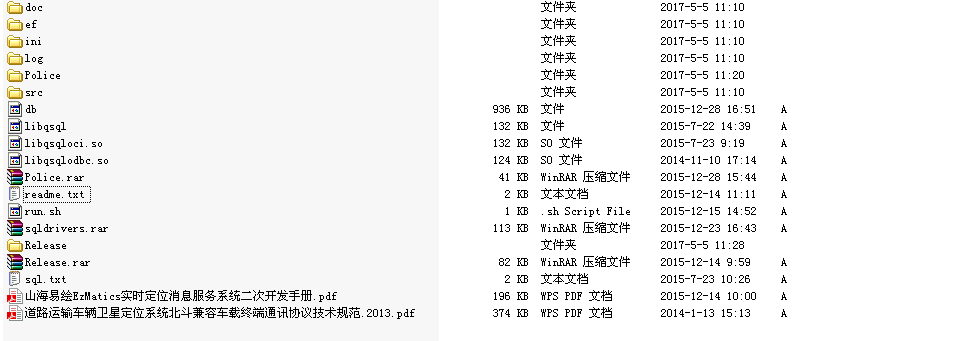 doc 文件夹 2017-5-5 11:10
ef 文件夹 2017-5-5 11:10
ini 文件夹 2017-5-5 11:10
log 文件夹 2017-5-5 11:10
Police 文件夹 2017-5-5 11:20
src 文件夹 2017-5-5 11:10
db 936 KB 文件 2015-12-28 16:51 A
libqsql 132 KB 文件 2015-7-22 14:39 A
libqsqloci.so 132 KB SO 文件 2015-7-23 9:19 A
libqsqlodbc.so 124 KB SO 文件 2014-11-10 17:14 A
Police.rar 41 KB WinRAR 压缩文件 2015-12-28 15:44 A
readme.txt 2 KB 文本文档 2015-12-14 11:11 A
run.sh 1 KB .sh Script File 2015-12-15 14:52 A
sqldrivers.rar 113 KB WinRAR 压缩文件 2015-12-23 16:43 A
Release 文件夹 2017-5-5 11:28
Release.rar 82 KB WinRAR 压缩文件 2015-12-14 9:59 A
sql.txt 2 KB 文本文档 2015-7-23 10:26 A
山海易绘EzMatics实时定位消息服务系统二次开发手册.pdf 196 KB WPS PDF 文档 2015-12-14 10:00 A
道路运输车辆卫星定位系统北斗兼容车载终端通讯协议技术规范.2013.pdf 374 KB WPS PDF 文档 2014-1-13 15:13 A